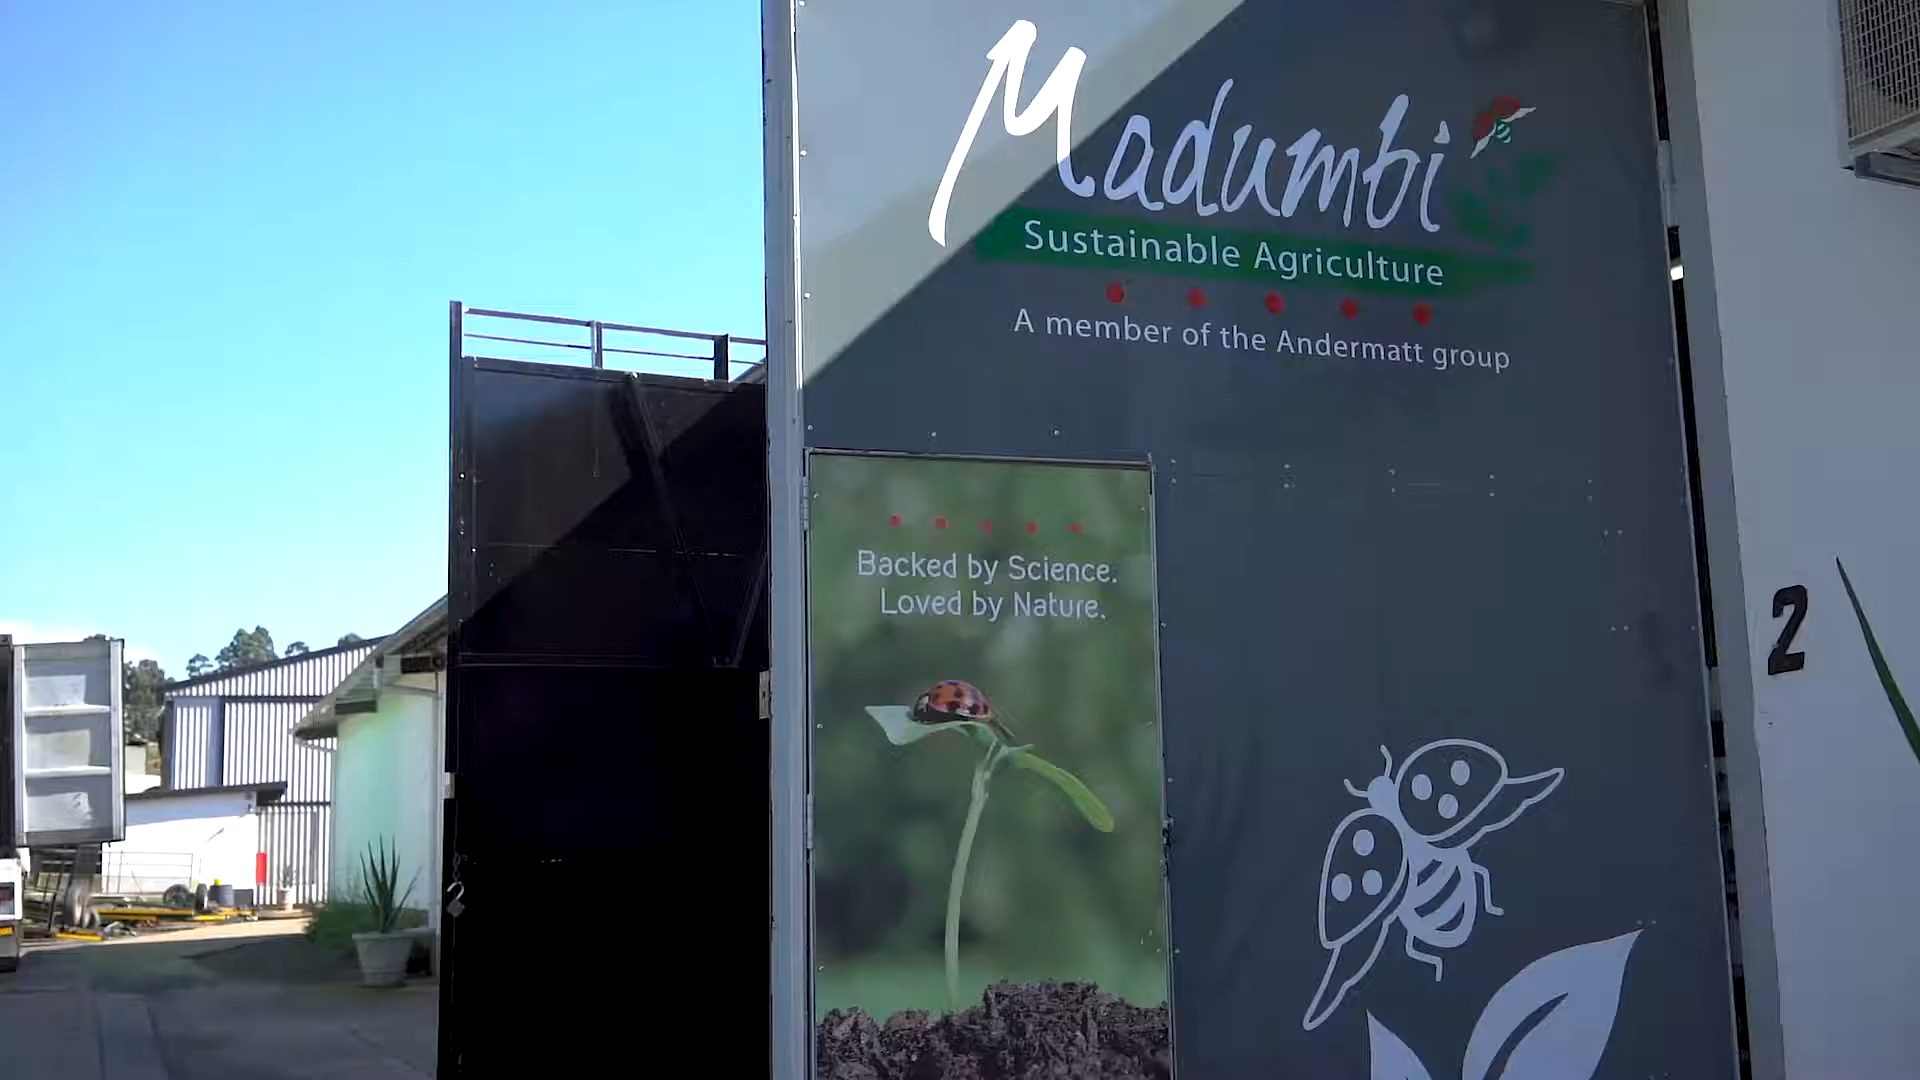 Madumbi
Sustainable Agriculture
A member of the Andermatt group
Backed by Science.
Loved by Nature.
2